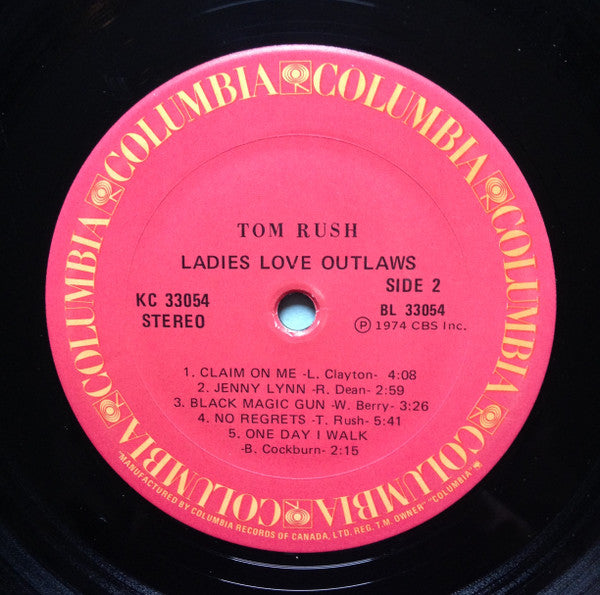 COLUMBIA COLUMBIA COLUMBIA COLUMBIA COLUMBIA COLUMBIA
TOM RUSH
LADIES LOVE OUTLAWS
KC 33054
STEREO
SIDE 2
BL 33054
Ⓟ 1974 CBS Inc.
1. CLAIM ON ME -L. Clayton- 4:08
2. JENNY LYNN -R. Dean- 2:59
3. BLACK MAGIC GUN -W. Berry- 3:26
4. NO REGRETS -T. Rush- 5:41
5. ONE DAY I WALK
-B. Cockburn- 2:15
"MANUFACTURED BY COLUMBIA RECORDS OF CANADA, LTD. REG. T.M. OWNER" "COLUMBIA"